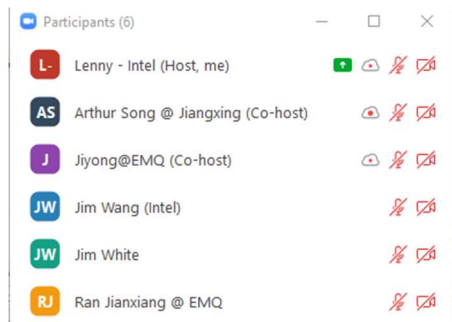 Participants (6)
L- Lenny - Intel (Host, me)
AS Arthur Song @ Jiangxing (Co-host)
J Jiyong@EMQ (Co-host)
JW Jim Wang (Intel)
JW Jim White
RJ Ran Jianxiang @ EMQ